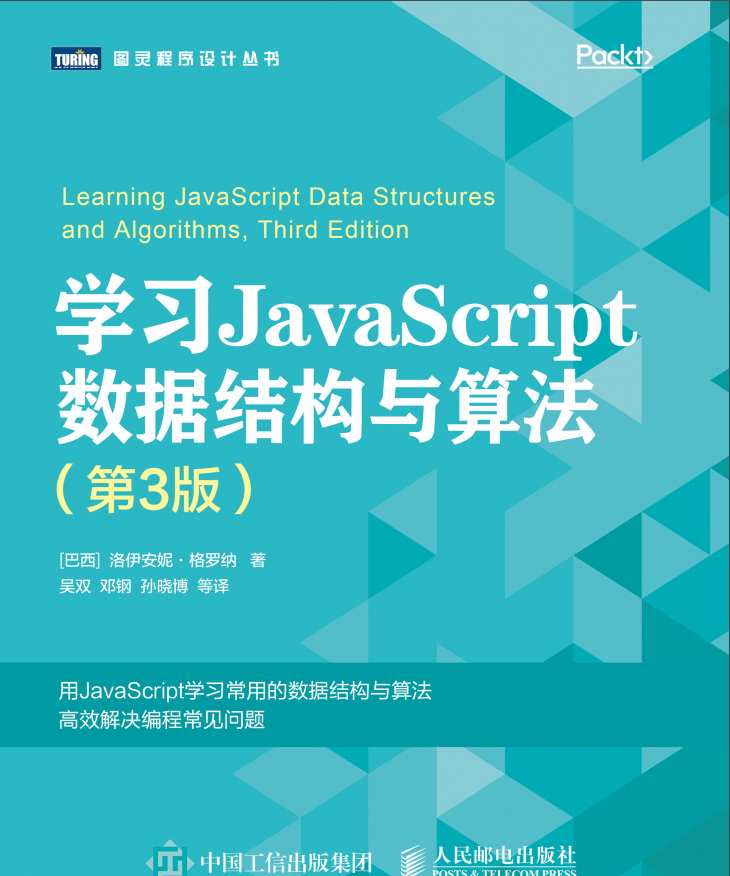 TURING 图灵程序设计丛书
Packt>
Learning JavaScript Data Structures
and Algorithms, Third Edition
学习JavaScript
数据结构与算法
（第3版）
[巴西] 洛伊安妮·格罗纳 著
吴双 邓钢 孙晓博 等译
用JavaScript学习常用的数据结构与算法
高效解决编程常见问题
中国工信出版集团
人民邮电出版社
POSTS & TELECOM PRESS